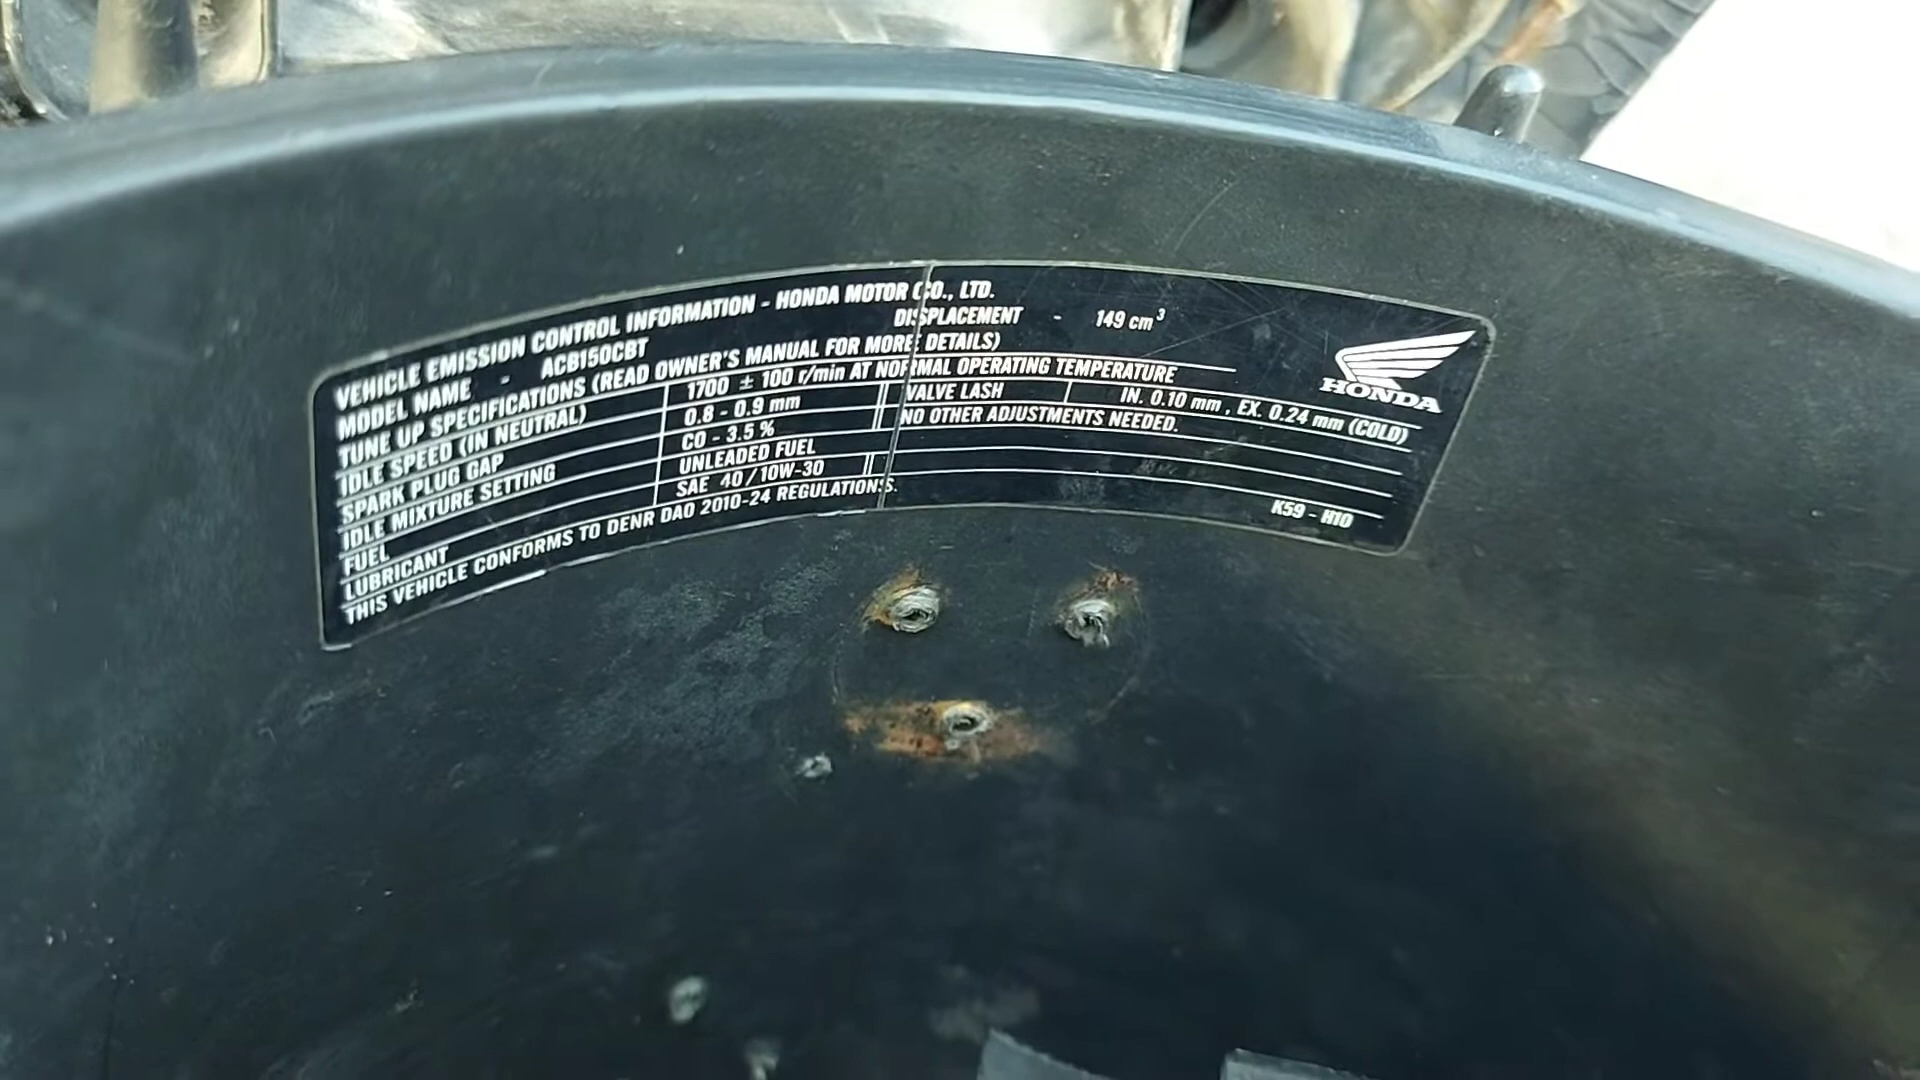 VEHICLE EMISSION CONTROL INFORMATION - HONDA MOTOR CO., LTD.
MODEL NAME - ACB150CBT DISPLACEMENT - 149 cm³
TUNE UP SPECIFICATIONS (READ OWNER'S MANUAL FOR MORE DETAILS)
IDLE SPEED (IN NEUTRAL) 1700 ± 100 r/min AT NORMAL OPERATING TEMPERATURE
SPARK PLUG GAP 0.8 - 0.9 mm VALVE LASH IN. 0.10 mm , EX. 0.24 mm (COLD)
IDLE MIXTURE SETTING CO - 3.5 % NO OTHER ADJUSTMENTS NEEDED.
FUEL UNLEADED FUEL
LUBRICANT SAE 40 / 10W-30
THIS VEHICLE CONFORMS TO DENR DAO 2010-24 REGULATIONS.
K59 - H10
HONDA